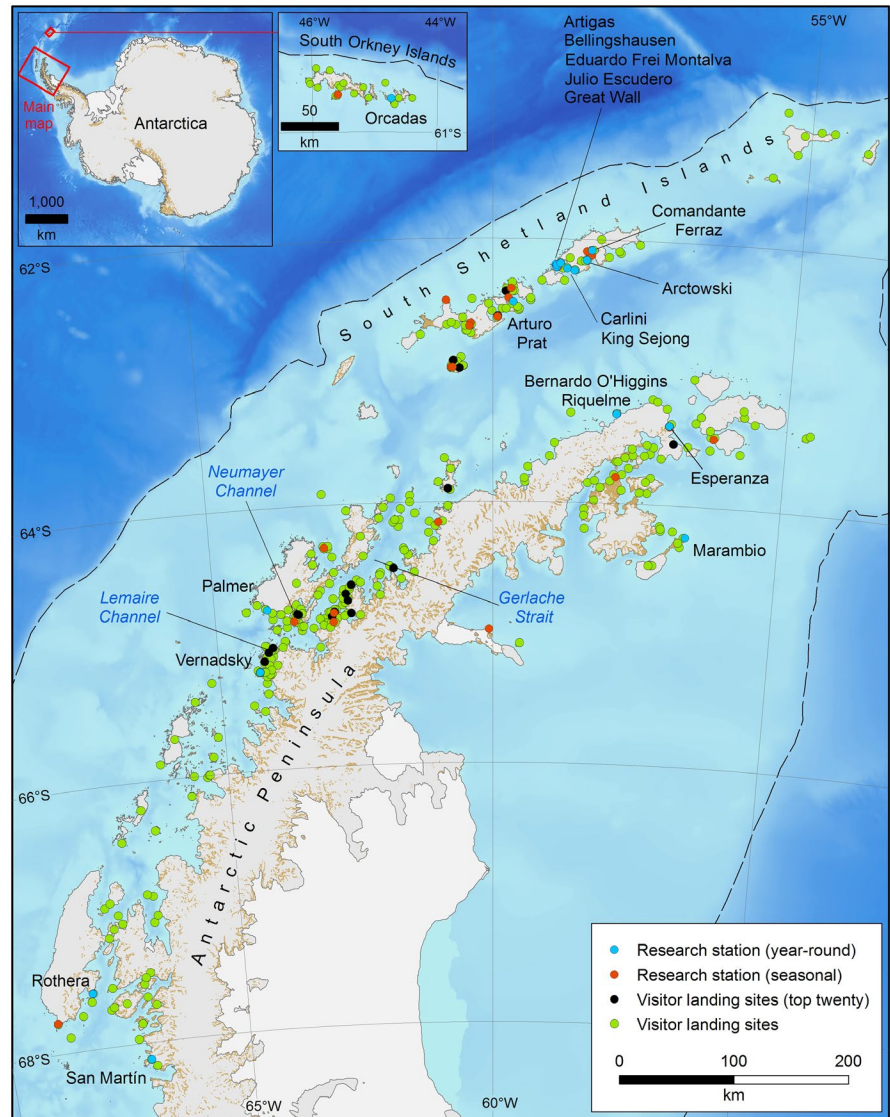 46°W
44°W
South Orkney Islands
50
km
Orcadas
61°S
Main
map
Antarctica
1,000
km
Artigas
Bellingshausen
Eduardo Frei Montalva
Julio Escudero
Great Wall
55°W
South Shetland Islands
Comandante
Ferraz
62°S
Arctowski
Arturo
Prat
Carlini
King Sejong
Bernardo O'Higgins
Riquelme
Neumayer
Channel
Esperanza
64°S
Marambio
Palmer
Lemaire
Channel
Gerlache
Strait
Vernadsky
Antarctic Peninsula
66°S
Rothera
68°S
San Martín
65°W
60°W
Research station (year-round)
Research station (seasonal)
Visitor landing sites (top twenty)
Visitor landing sites
0
100
200
km